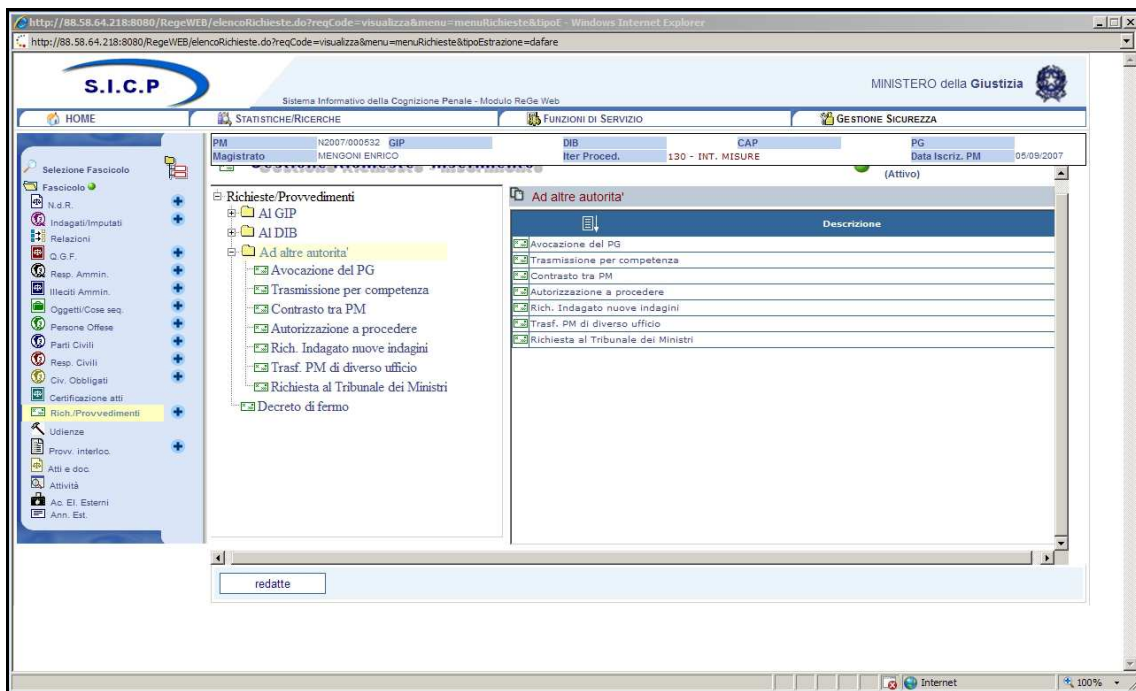 http://88.58.64.218:8080/RegeWEB/elencoRichieste.do?reqCode=visualizza&menu=menuRichieste&tipoE - Windows Internet Explorer
http://88.58.64.218:8080/RegeWEB/elencoRichieste.do?reqCode=visualizza&menu=menuRichieste&tipoEstrazione=dafare
S.I.C.P
Sistema Informativo della Cognizione Penale - Modulo ReGe Web
MINISTERO della Giustizia
HOME
STATISTICHE/RICERCHE
FUNZIONI DI SERVIZIO
GESTIONE SICUREZZA
PM N2007/000532 GIP DIB CAP PG
Magistrato MENGONI ENRICO Iter Proced. 130 - INT. MISURE Data Iscriz. PM 05/09/2007
(Attivo)
Selezione Fascicolo
Fascicolo
N.d.R.
Indagati/Imputati
Relazioni
Q.G.F.
Resp. Ammin.
Illeciti Ammin.
Oggetti/Cose seq.
Persone Offese
Parti Civili
Resp. Civili
Civ. Obbligati
Certificazione atti
Rich./Provvedimenti
Udienze
Provv. interloc.
Atti e doc.
Attività
Ac. El. Esterni
Ann. Est.
Richieste/Provvedimenti
Al GIP
Al DIB
Ad altre autorita'
Avocazione del PG
Trasmissione per competenza
Contrasto tra PM
Autorizzazione a procedere
Rich. Indagato nuove indagini
Trasf. PM di diverso ufficio
Richiesta al Tribunale dei Ministri
Decreto di fermo
Ad altre autorita'
Descrizione
Avocazione del PG
Trasmissione per competenza
Contrasto tra PM
Autorizzazione a procedere
Rich. Indagato nuove indagini
Trasf. PM di diverso ufficio
Richiesta al Tribunale dei Ministri
redatte
Internet
100%